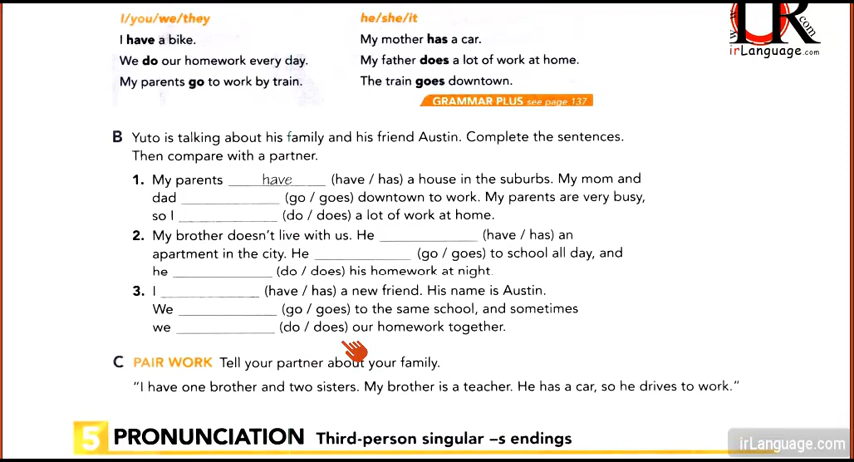 I/you/we/they he/she/it
I have a bike. My mother has a car.
We do our homework every day. My father does a lot of work at home.
My parents go to work by train. The train goes downtown.
GRAMMAR PLUS see page 137
irLanguage.com
B Yuto is talking about his family and his friend Austin. Complete the sentences.
Then compare with a partner.
1. My parents have (have / has) a house in the suburbs. My mom and
dad ____________ (go / goes) downtown to work. My parents are very busy,
so I ____________ (do / does) a lot of work at home.
2. My brother doesn't live with us. He ____________ (have / has) an
apartment in the city. He ____________ (go / goes) to school all day, and
he ____________ (do / does) his homework at night.
3. I ____________ (have / has) a new friend. His name is Austin.
We ____________ (go / goes) to the same school, and sometimes
we ____________ (do / does) our homework together.
C PAIR WORK Tell your partner about your family.
"I have one brother and two sisters. My brother is a teacher. He has a car, so he drives to work."
5 PRONUNCIATION Third-person singular –s endings
irLanguage.com